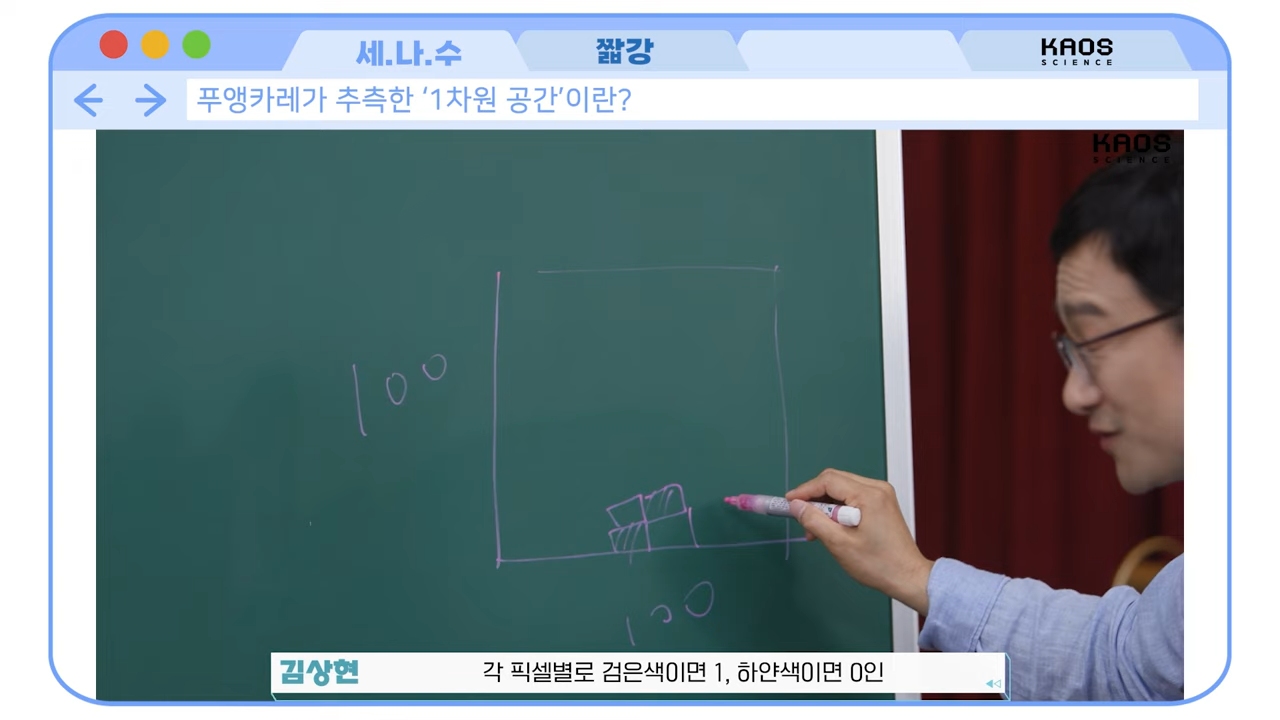 세.나.수
짧강
KAOS
SCIENCE
푸앵카레가 추측한 ‘1차원 공간’이란?
KAOS
SCIENCE
100
100
김상현
각 픽셀별로 검은색이면 1, 하얀색이면 0인